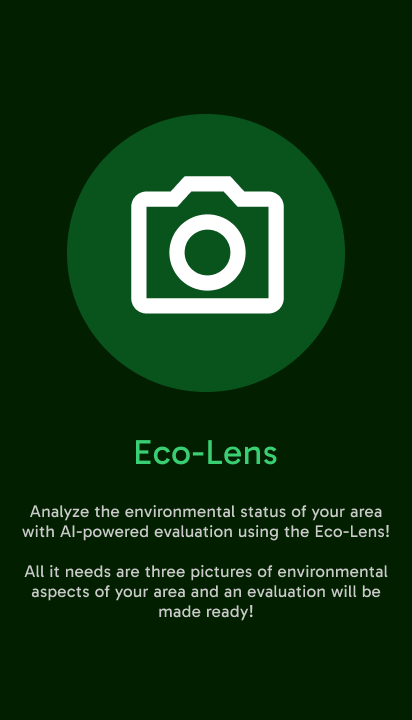 Eco-Lens
Analyze the environmental status of your area
with AI-powered evaluation using the Eco-Lens!
All it needs are three pictures of environmental
aspects of your area and an evaluation will be
made ready!